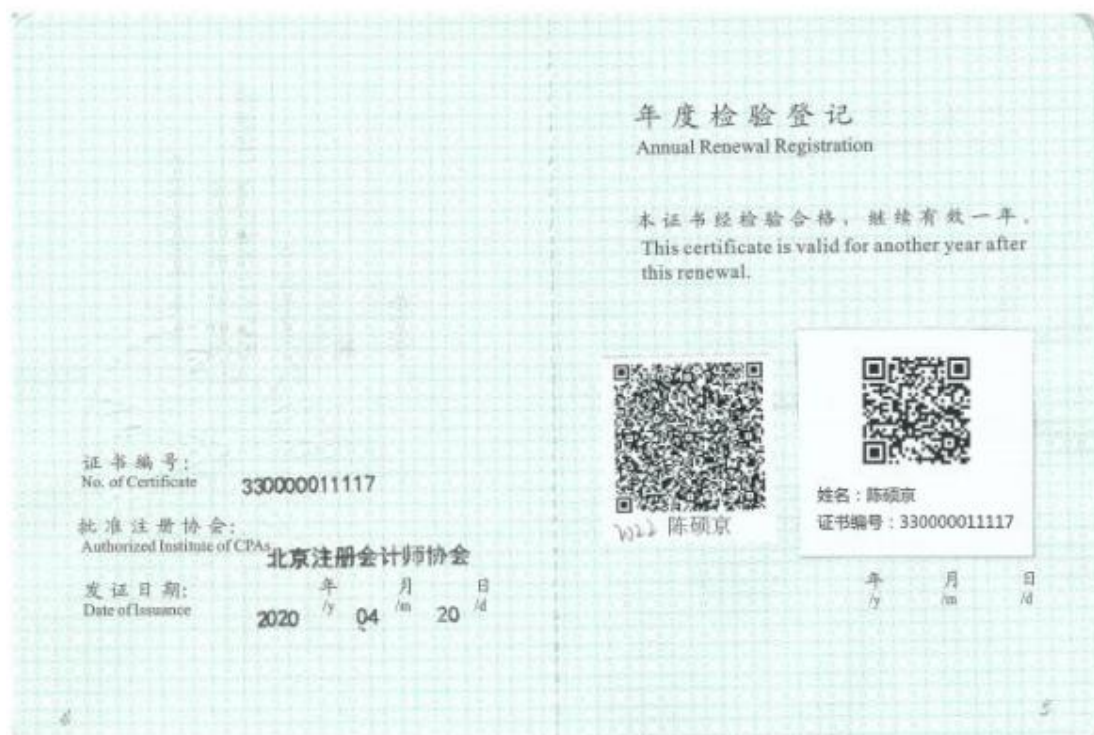 证书编号:
No. of Certificate
330000011117
批准注册协会:
Authorized Institute of CPAs
北京注册会计师协会
发证日期:
Date of Issuance
2020 年 /y 04 月 /m 20 日 /d
年度检验登记
Annual Renewal Registration
本证书经检验合格，继续有效一年。
This certificate is valid for another year after
this renewal.
2022 陈硕京
姓名：陈硕京
证书编号：330000011117
年 月 日
/y /m /d
5